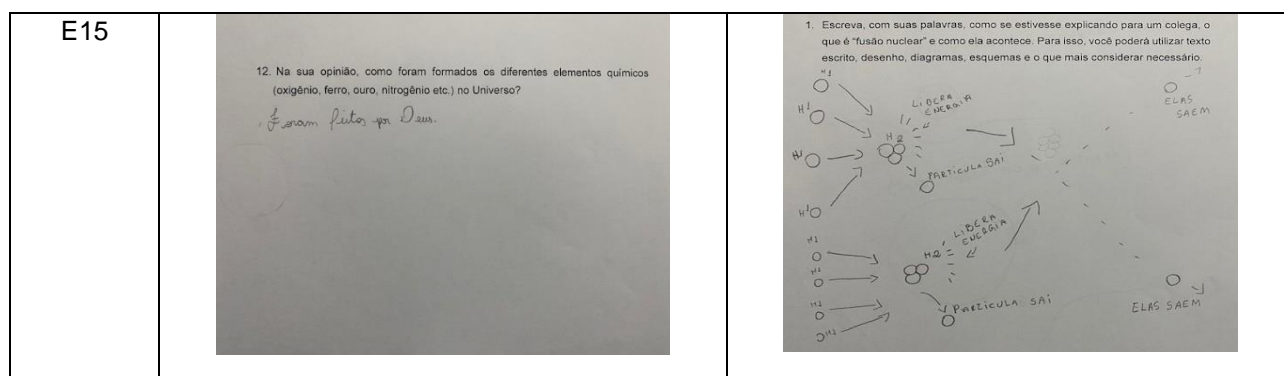 E15
12. Na sua opinião, como foram formados os diferentes elementos químicos
(oxigênio, ferro, ouro, nitrogênio etc.) no Universo?
Foram feitos por Deus.
1. Escreva, com suas palavras, como se estivesse explicando para um colega, o
que é "fusão nuclear" e como ela acontece. Para isso, você poderá utilizar texto
escrito, desenho, diagramas, esquemas e o que mais considerar necessário.
H1
H1
H1
H1
H2
LIBERA
ENERGIA
PARTÍCULA SAI
ELAS
SAEM
H1
H1
H1
H1
H2
LIBERA
ENERGIA
PARTÍCULA SAI
ELAS SAEM